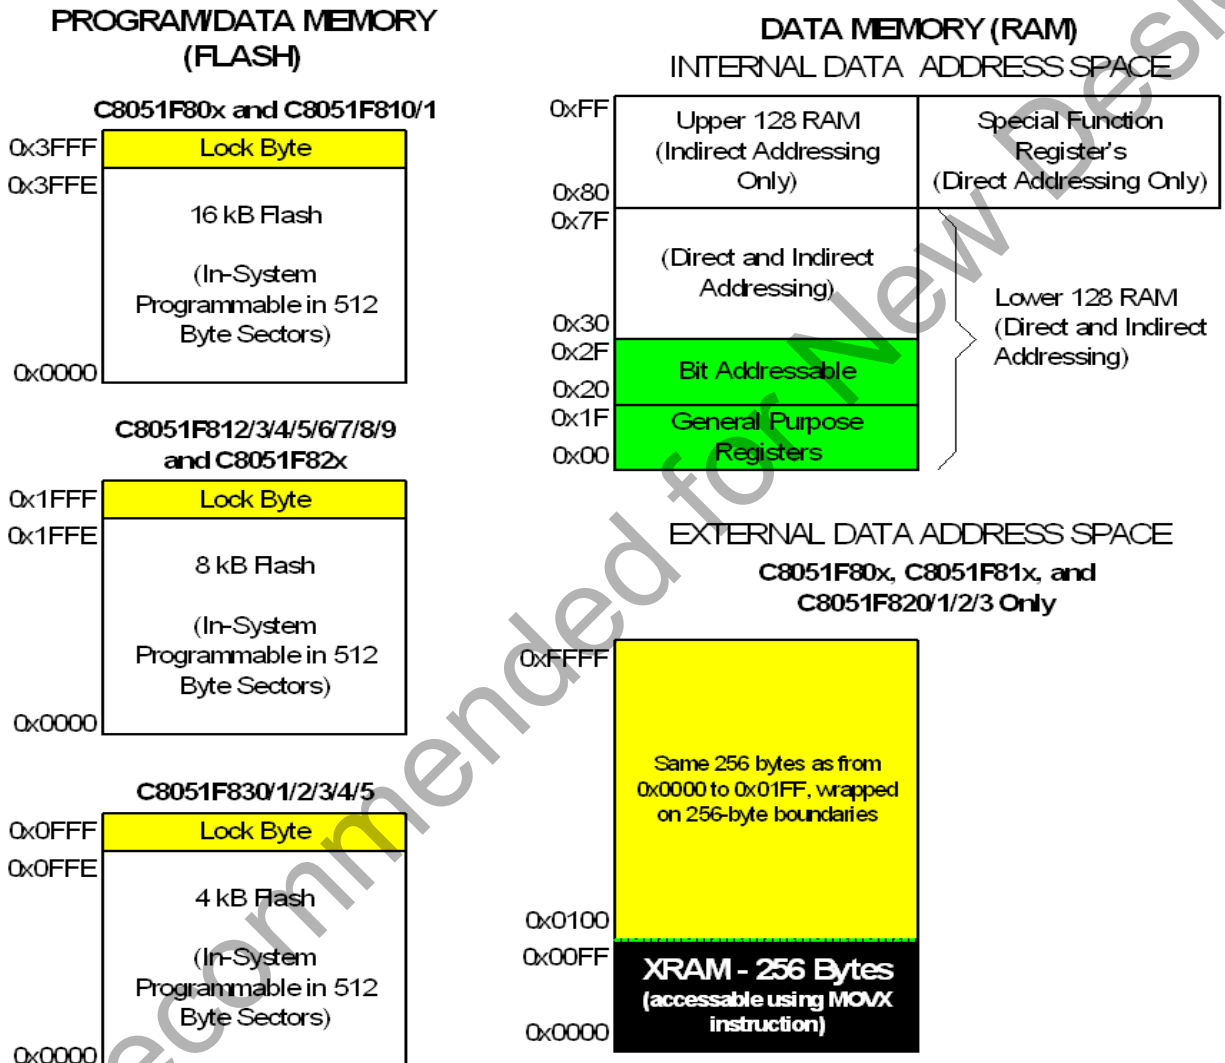 PROGRAM/DATA MEMORY
(FLASH)
C8051F80x and C8051F810/1
0x3FFF
Lock Byte
0x3FFE
16 kB Flash
(In-System
Programmable in 512
Byte Sectors)
0x0000
C8051F812/3/4/5/6/7/8/9
and C8051F82x
0x1FFF
Lock Byte
0x1FFE
8 kB Flash
(In-System
Programmable in 512
Byte Sectors)
0x0000
C8051F830/1/2/3/4/5
0x0FFF
Lock Byte
0x0FFE
4 kB Flash
(In-System
Programmable in 512
Byte Sectors)
0x0000
DATA MEMORY (RAM)
INTERNAL DATA ADDRESS SPACE
0xFF
Upper 128 RAM
(Indirect Addressing
Only)
0x80
Special Function
Register's
(Direct Addressing Only)
0x7F
(Direct and Indirect
Addressing)
0x30
Lower 128 RAM
(Direct and Indirect
Addressing)
0x2F
Bit Addressable
0x20
0x1F
General Purpose
Registers
0x00
EXTERNAL DATA ADDRESS SPACE
C8051F80x, C8051F81x, and
C8051F820/1/2/3 Only
0xFFFF
Same 256 bytes as from
0x0000 to 0x01FF, wrapped
on 256-byte boundaries
0x0100
0x00FF
XRAM - 256 Bytes
(accessable using MOVX
instruction)
0x0000
ecommended for New Desi